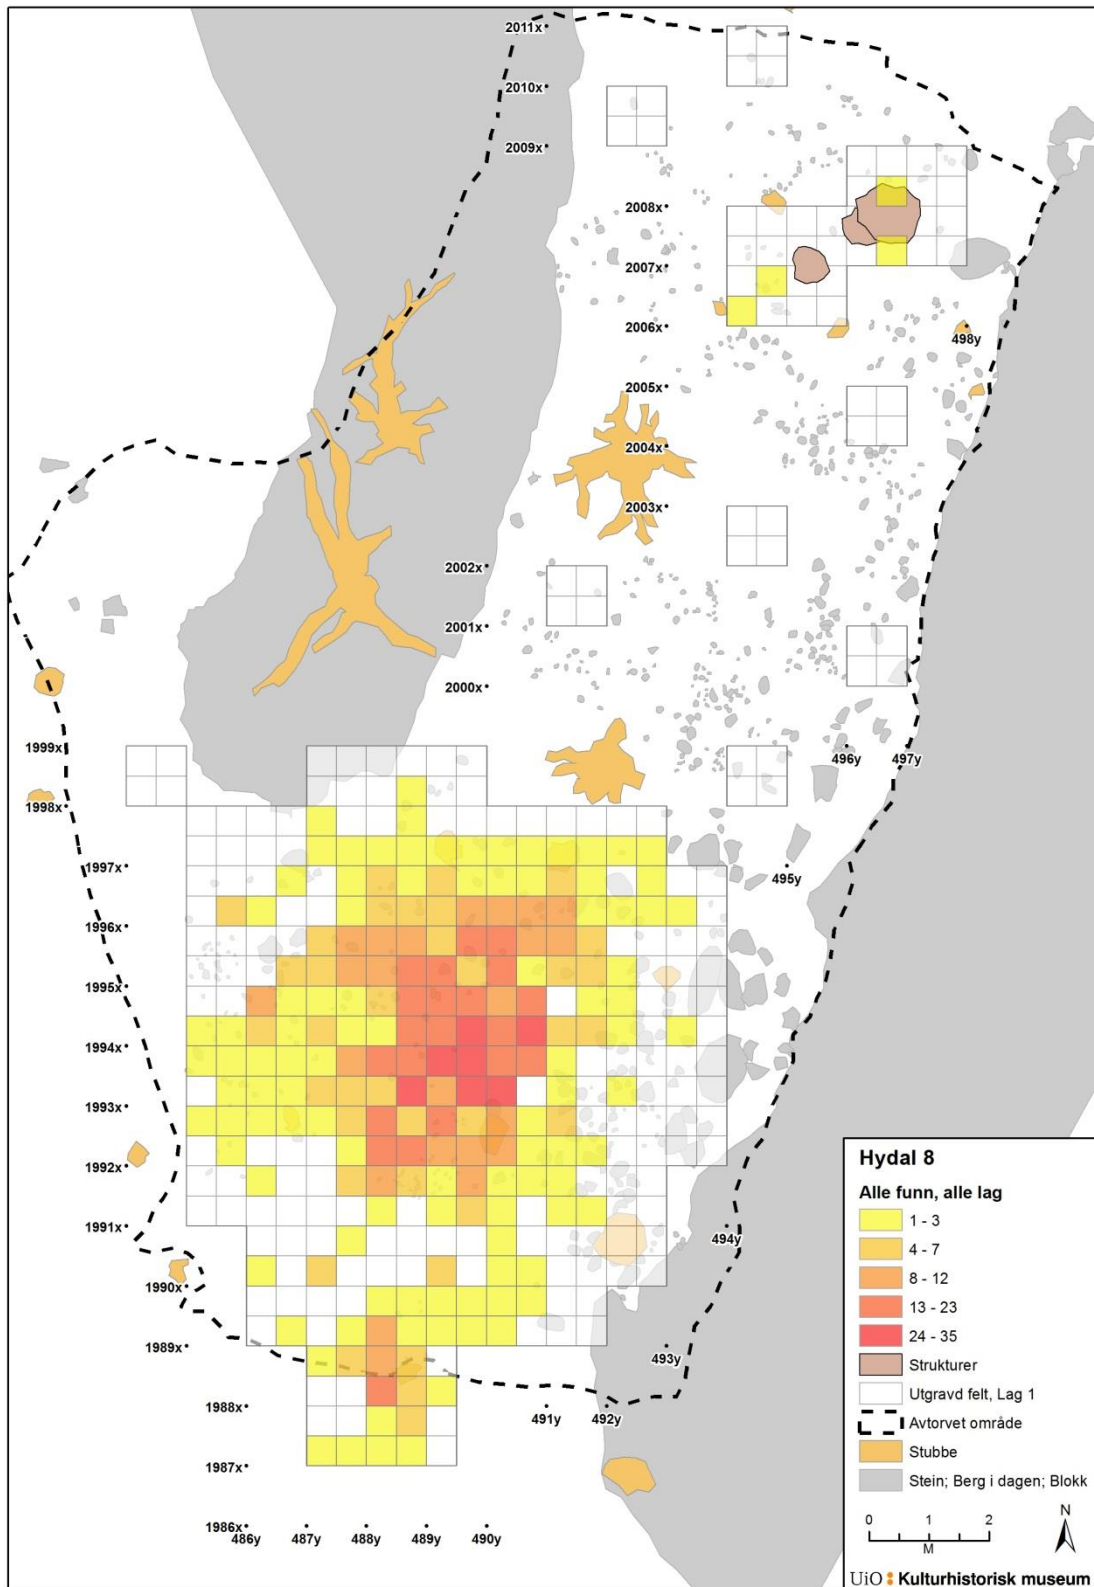 2011x
2010x
2009x
2008x
2007x
2006x
498y
2005x
2004x
2003x
2002x
2001x
2000x
1999x
496y 497y
1998x
1997x
495y
1996x
1995x
1994x
1993x
1992x
1991x
494y
1990x
1989x
493y
1988x
491y 492y
1987x
1986x
486y 487y 488y 489y 490y
Hydal 8
Alle funn, alle lag
1 - 3
4 - 7
8 - 12
13 - 23
24 - 35
Strukturer
Utgravd felt, Lag 1
Avtorvet område
Stubbe
Stein; Berg i dagen; Blokk
0 1 2
M
N
UiO Kulturhistorisk museum